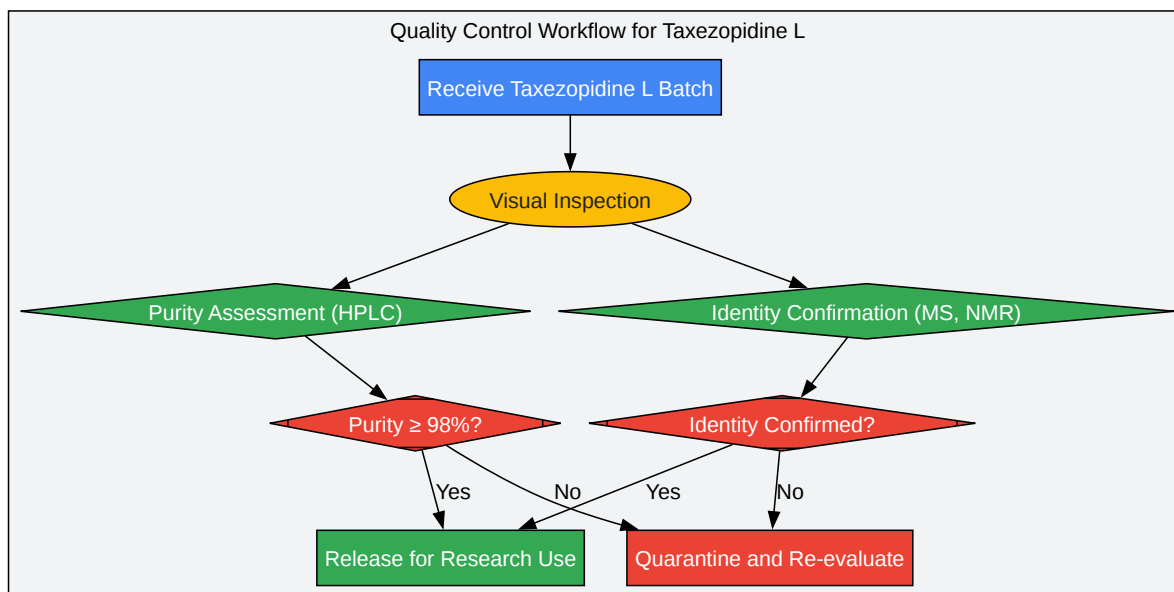 Quality Control Workflow for Taxezopidine L
Receive Taxezopidine L Batch
Visual Inspection
Purity Assessment (HPLC)
Identity Confirmation (MS, NMR)
Purity ≥ 98%?
Identity Confirmed?
Yes
No
Yes
No
Release for Research Use
Quarantine and Re-evaluate